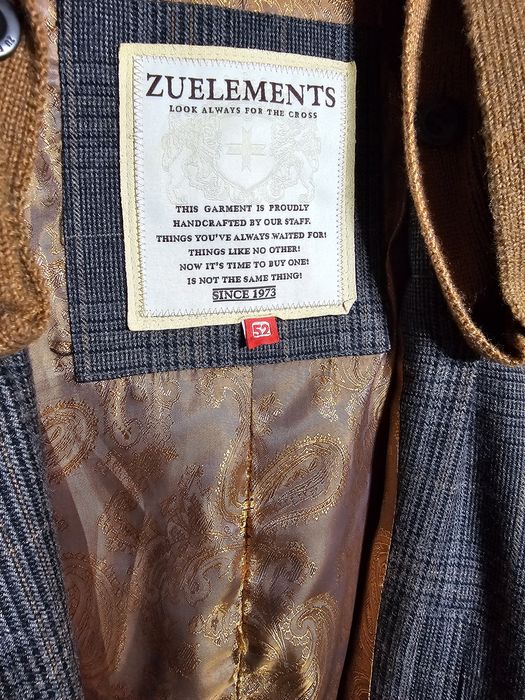 ZUELEMENTS
LOOK ALWAYS FOR THE CROSS
THIS GARMENT IS PROUDLY
HANDCRAFTED BY OUR STAFF.
THINGS YOU'VE ALWAYS WAITED FOR!
THINGS LIKE NO OTHER!
NOW IT'S TIME TO BUY ONE!
IS NOT THE SAME THING!
SINCE 1973
52